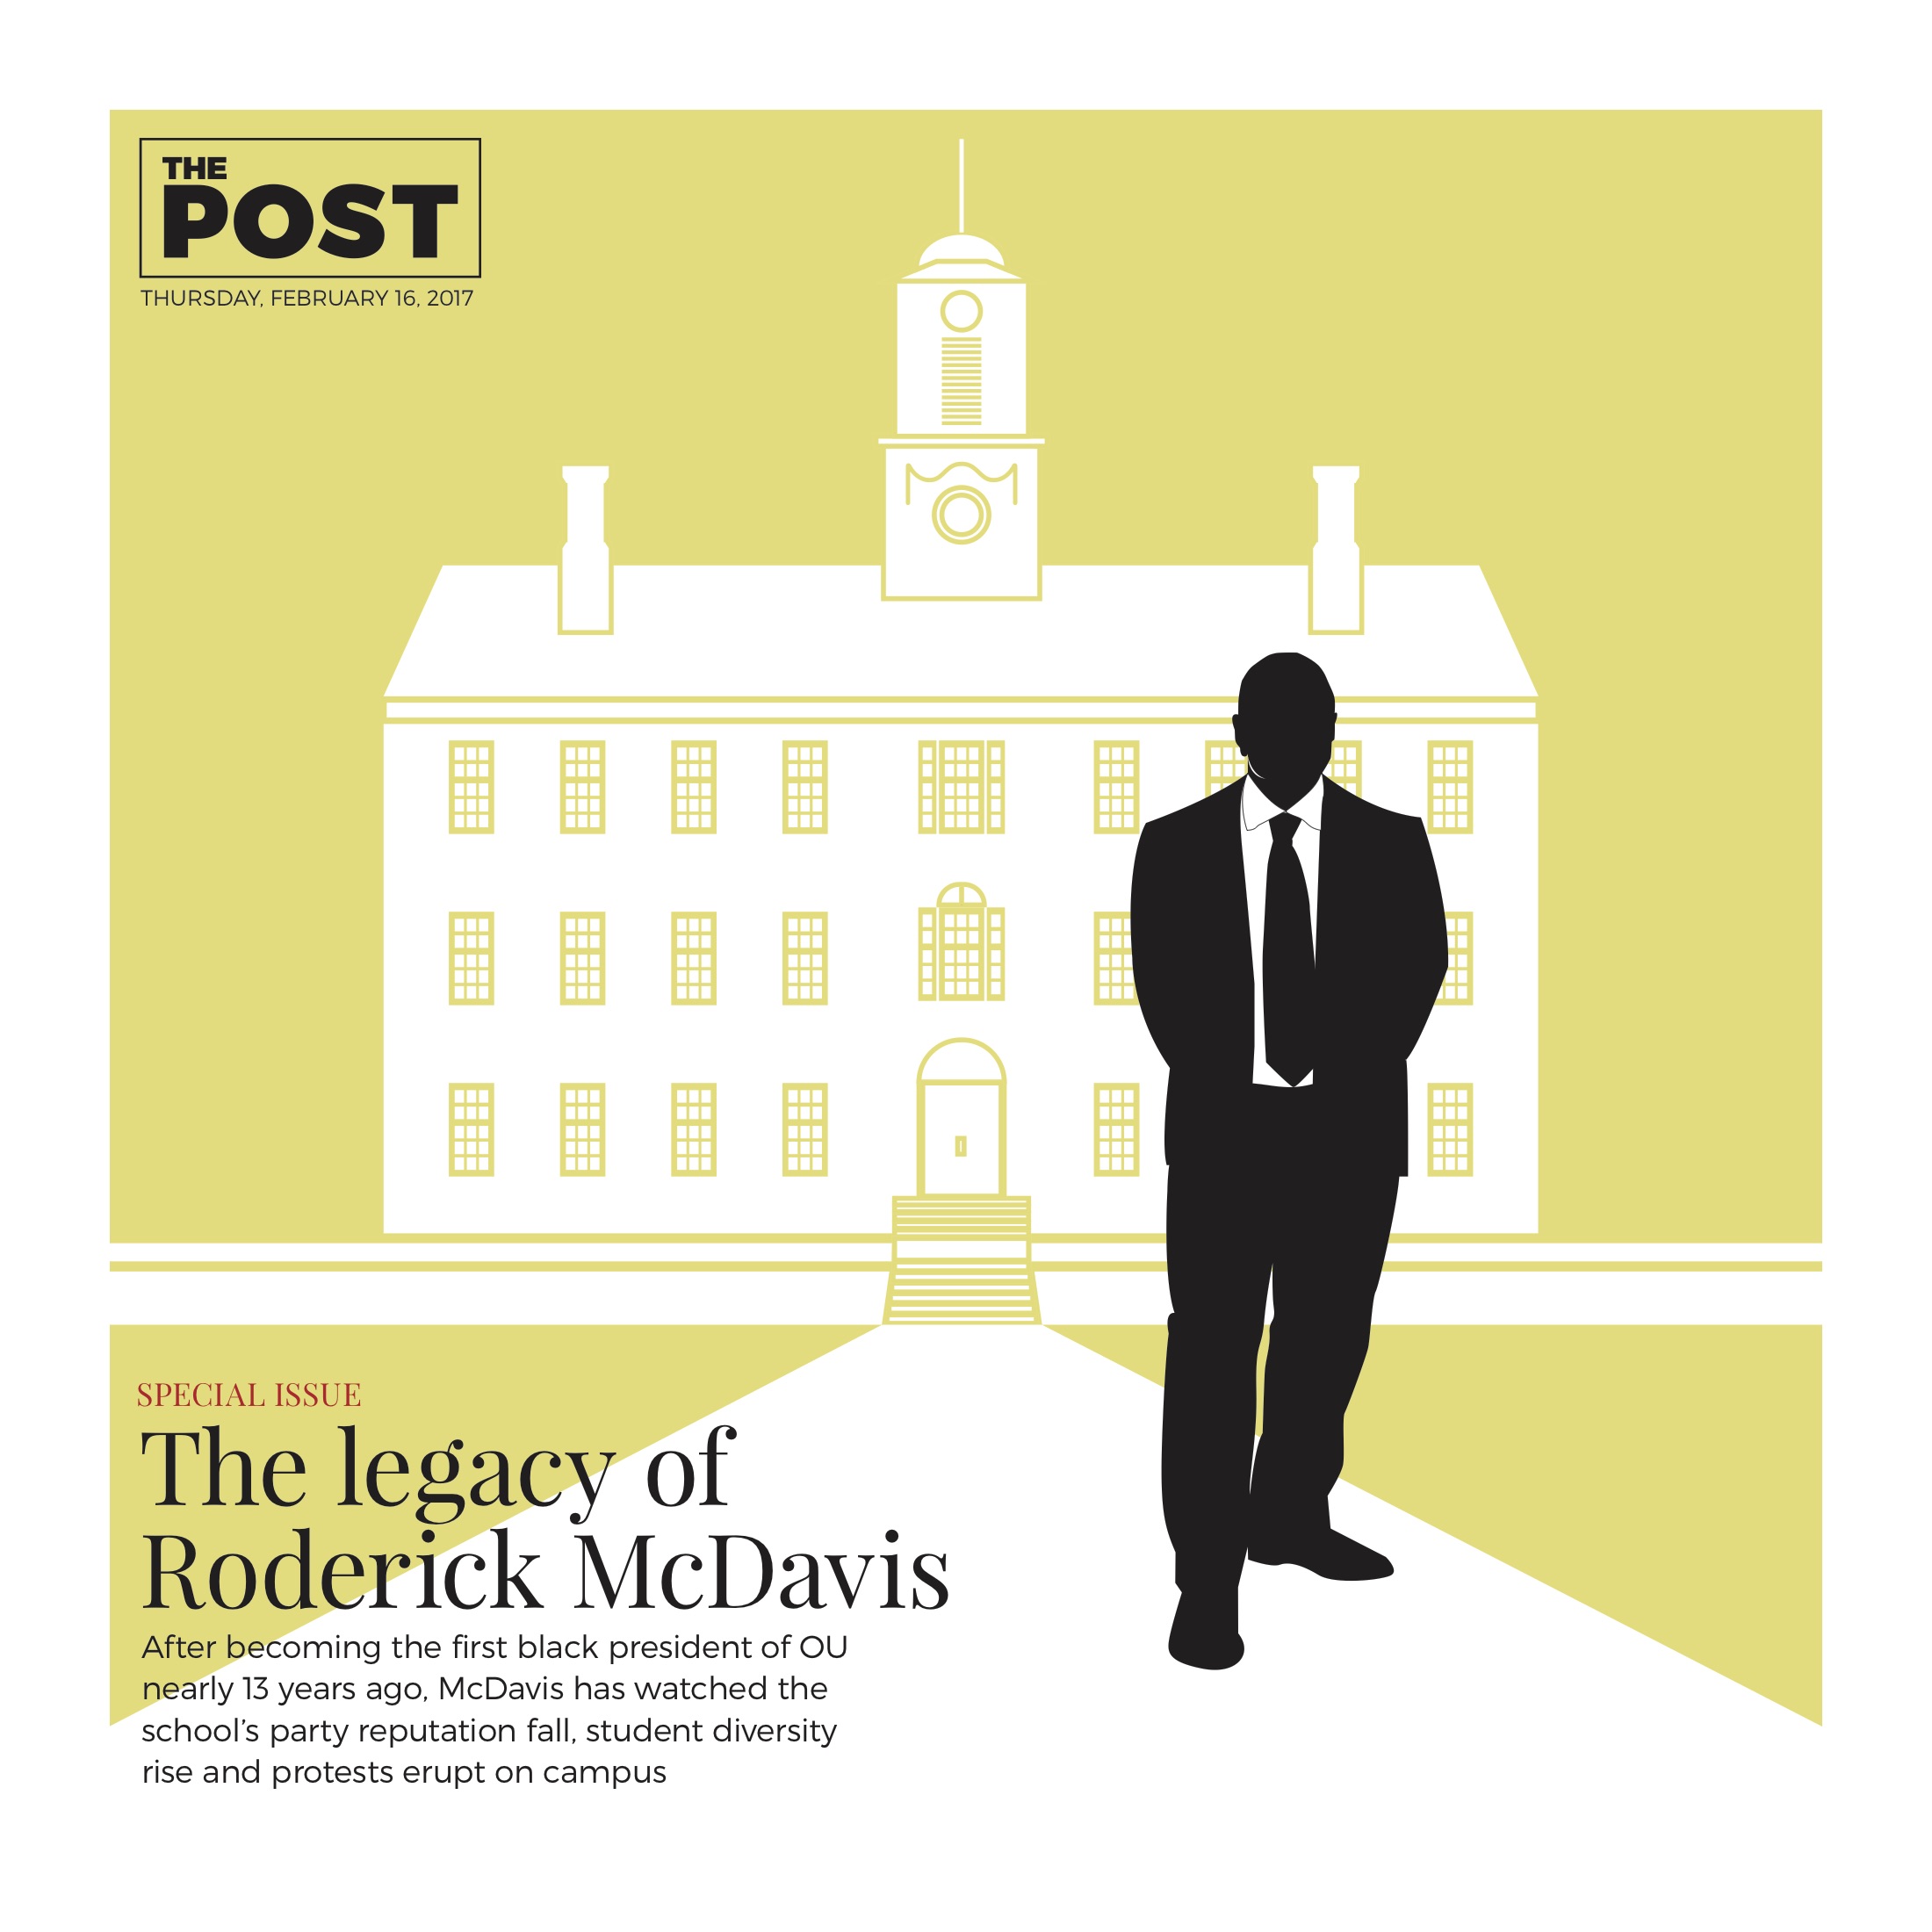 THE
POST
THURSDAY, FEBRUARY 16, 2017
SPECIAL ISSUE
The legacy of
Roderick McDavis
After becoming the first black president of OU
nearly 13 years ago, McDavis has watched the
school’s party reputation fall, student diversity
rise and protests erupt on campus